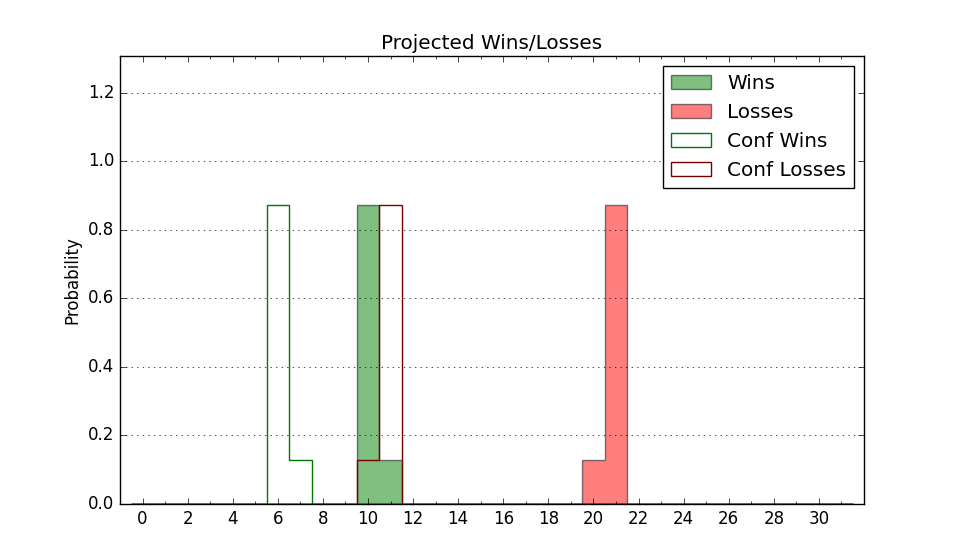 Projected Wins/Losses
Wins
Losses
Conf Wins
Conf Losses
Probability
1.2
1.0
0.8
0.6
0.4
0.2
0.0
0 2 4 6 8 10 12 14 16 18 20 22 24 26 28 30